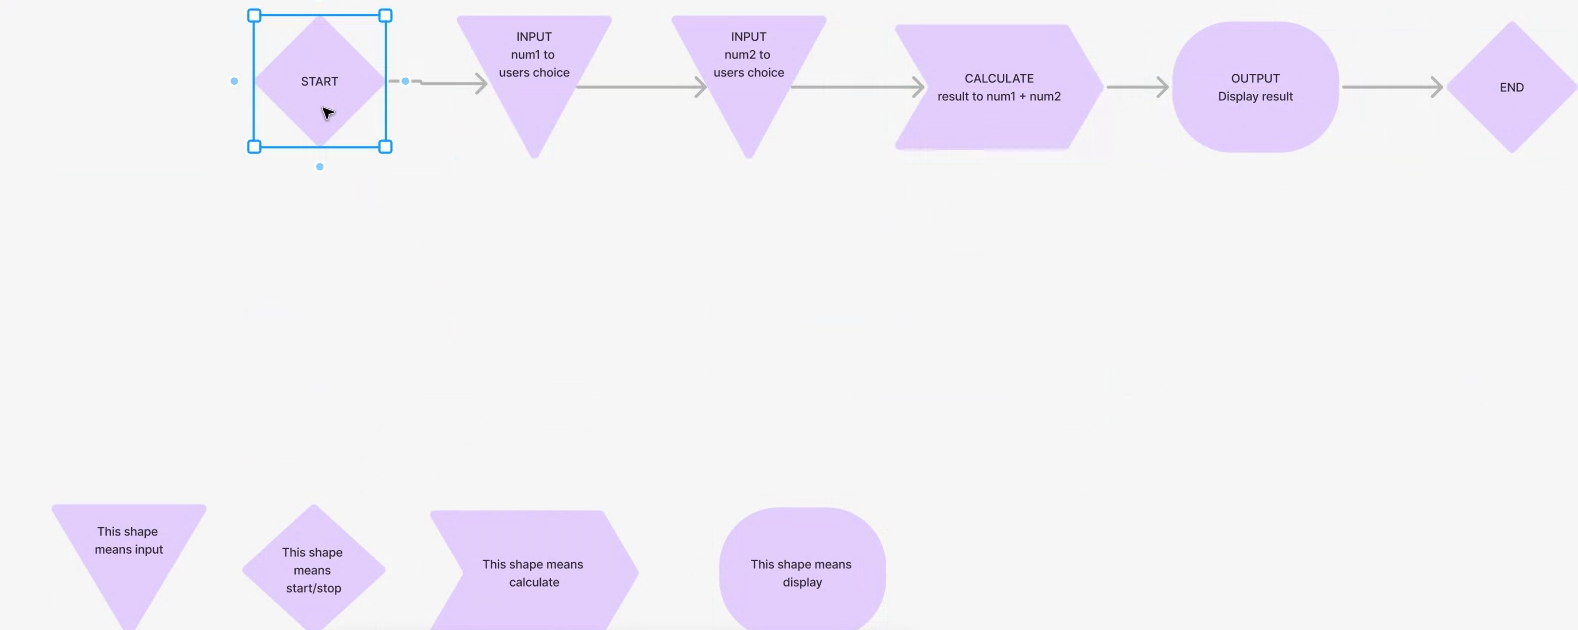 START
INPUT
num1 to
users choice
INPUT
num2 to
users choice
CALCULATE
result to num1 + num2
OUTPUT
Display result
END
This shape
means input
This shape
means
start/stop
This shape means
calculate
This shape means
display